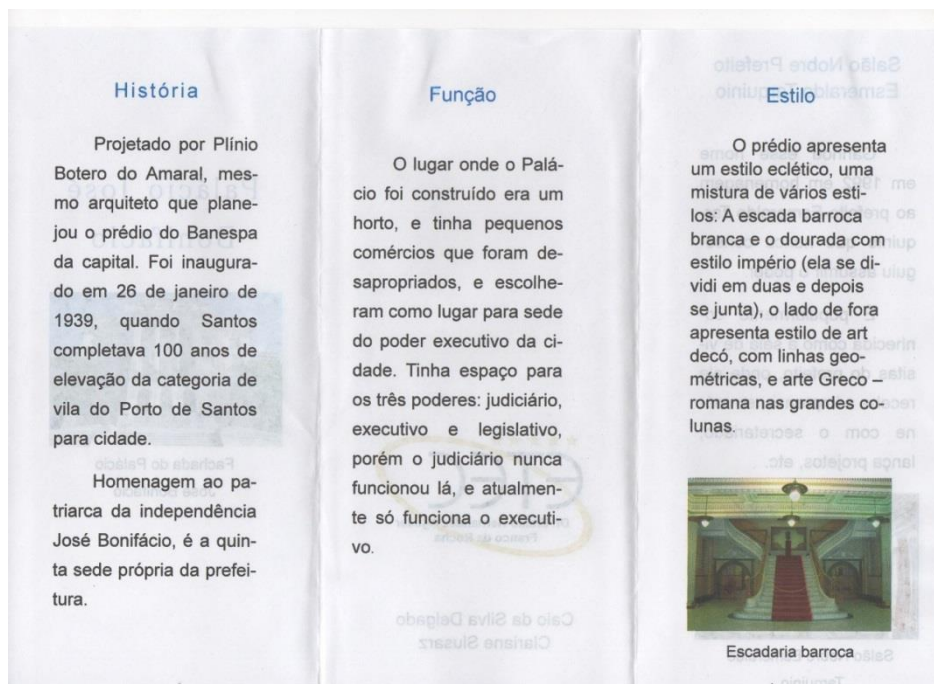 História
Projetado por Plínio
Botero do Amaral, mes-
mo arquiteto que plane-
jou o prédio do Banespa
da capital. Foi inaugura-
do em 26 de janeiro de
1939, quando Santos
completava 100 anos de
elevação da categoria de
vila do Porto de Santos
para cidade.
Homenagem ao pa-
triarca da independência
José Bonifácio, é a quin-
ta sede própria da prefei-
tura.
Função
O lugar onde o Palá-
cio foi construído era um
horto, e tinha pequenos
comércios que foram de-
sapropriados, e escolhe-
ram como lugar para sede
do poder executivo da ci-
dade. Tinha espaço para
os três poderes: judiciário,
executivo e legislativo,
porém o judiciário nunca
funcionou lá, e atualmen-
te só funciona o executi-
vo.
Estilo
O prédio apresenta
um estilo eclético, uma
mistura de vários esti-
los: A escada barroca
branca e o dourada com
estilo império (ela se di-
vidi em duas e depois
se junta), o lado de fora
apresenta estilo de art
decó, com linhas geo-
métricas, e arte Greco –
romana nas grandes co-
lunas.
Escadaria barroca